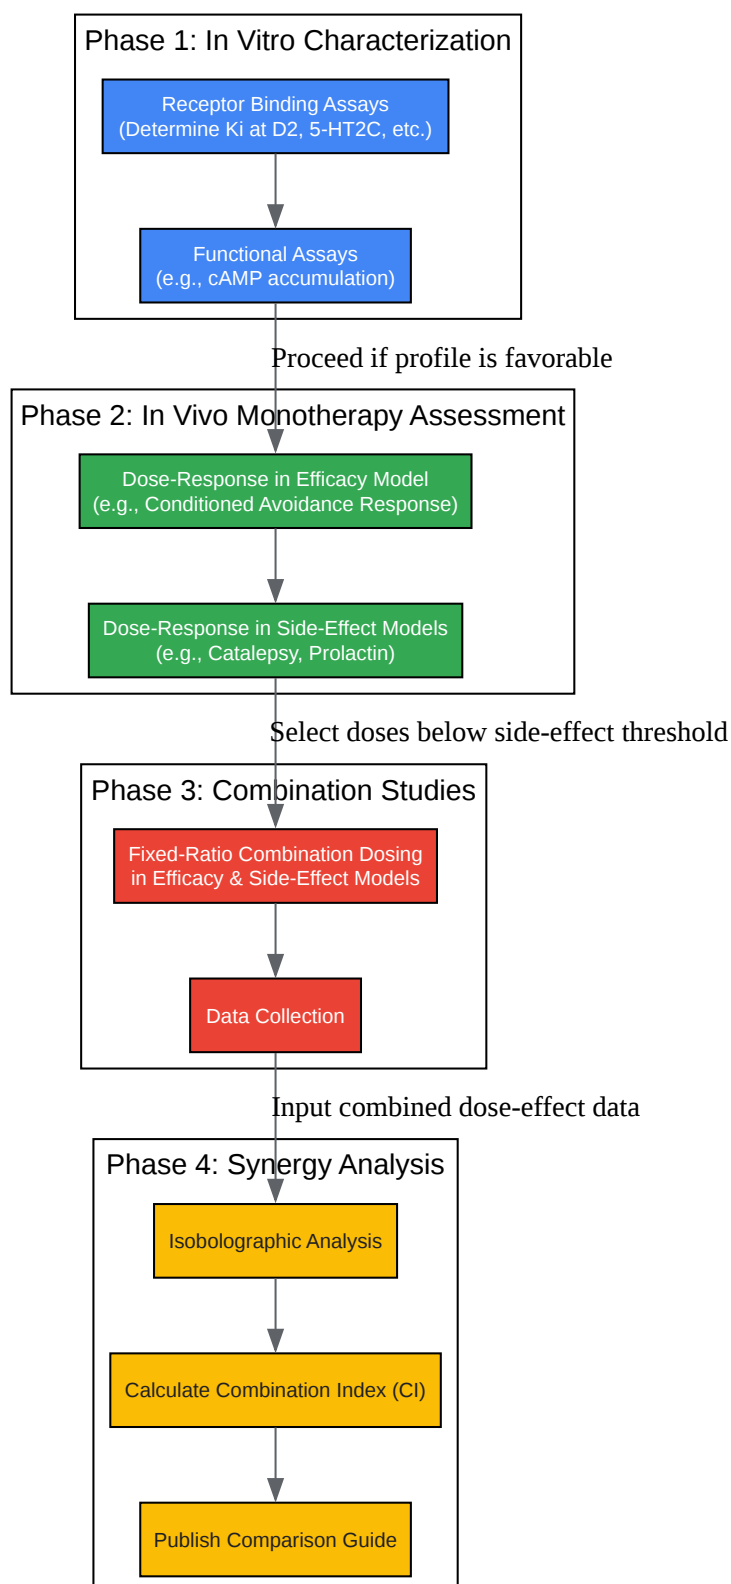 Phase 1: In Vitro Characterization
Receptor Binding Assays
(Determine Ki at D2, 5-HT2C, etc.)
Functional Assays
(e.g., cAMP accumulation)
Proceed if profile is favorable
Phase 2: In Vivo Monotherapy Assessment
Dose-Response in Efficacy Model
(e.g., Conditioned Avoidance Response)
Dose-Response in Side-Effect Models
(e.g., Catalepsy, Prolactin)
Select doses below side-effect threshold
Phase 3: Combination Studies
Fixed-Ratio Combination Dosing
in Efficacy & Side-Effect Models
Data Collection
Input combined dose-effect data
Phase 4: Synergy Analysis
Isobolographic Analysis
Calculate Combination Index (CI)
Publish Comparison Guide